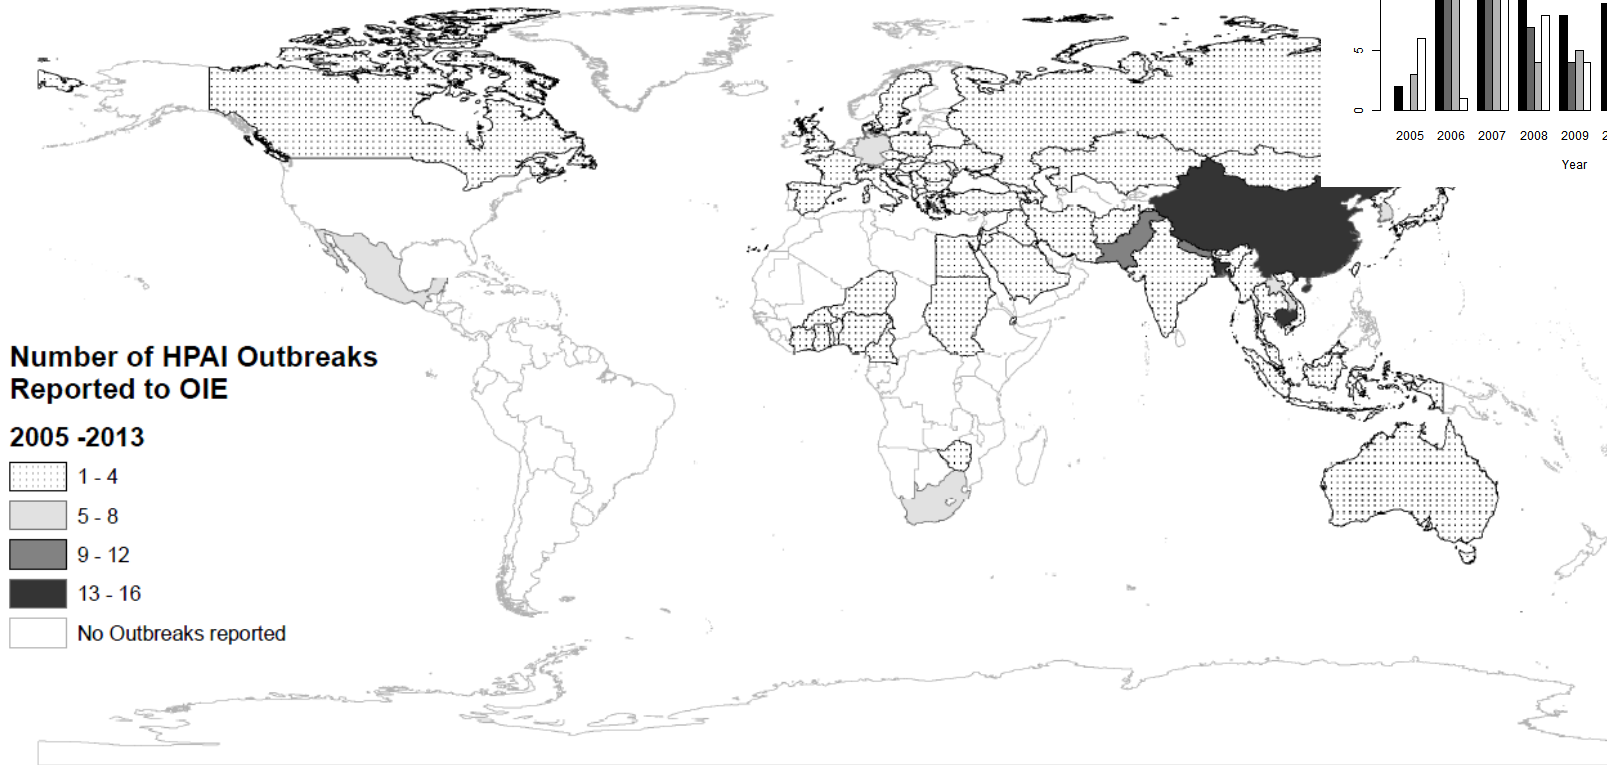 5
0
2005 2006 2007 2008 2009 2
Year
Number of HPAI Outbreaks
Reported to OIE
2005 -2013
1 - 4
5 - 8
9 - 12
13 - 16
No Outbreaks reported